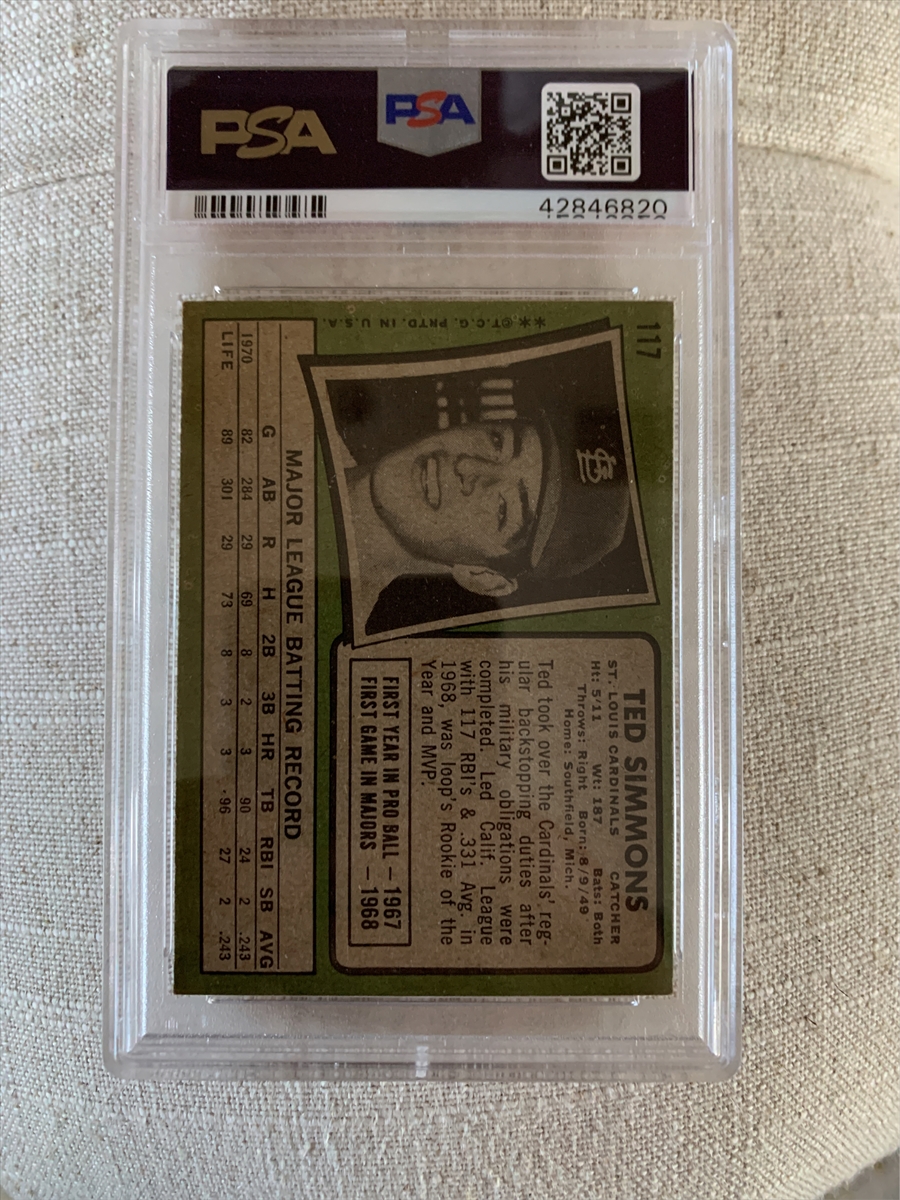 PSA
PSA
42846820
117
TED SIMMONS
ST. LOUIS CARDINALS CATCHER
Ht: 5'11 Wt: 187 Bats: Both
Throws: Right Born: 8/9/49
Home: Southfield, Mich.
Ted took over the Cardinals' reg-
ular backstopping duties after
his military obligations were
completed. Led Calif. League
with 117 RBI's & .331 Avg. in
1968, was loop's Rookie of the
Year and MVP.
FIRST YEAR IN PRO BALL — 1967
FIRST GAME IN MAJORS — 1968
MAJOR LEAGUE BATTING RECORD
G AB R H 2B 3B HR TB RBI SB AVG
1970 82 284 29 69 8 2 3 90 24 2 .243
LIFE 89 301 29 73 8 3 3 96 27 2 .243
**©T.C.G. PRTD. IN U.S.A.